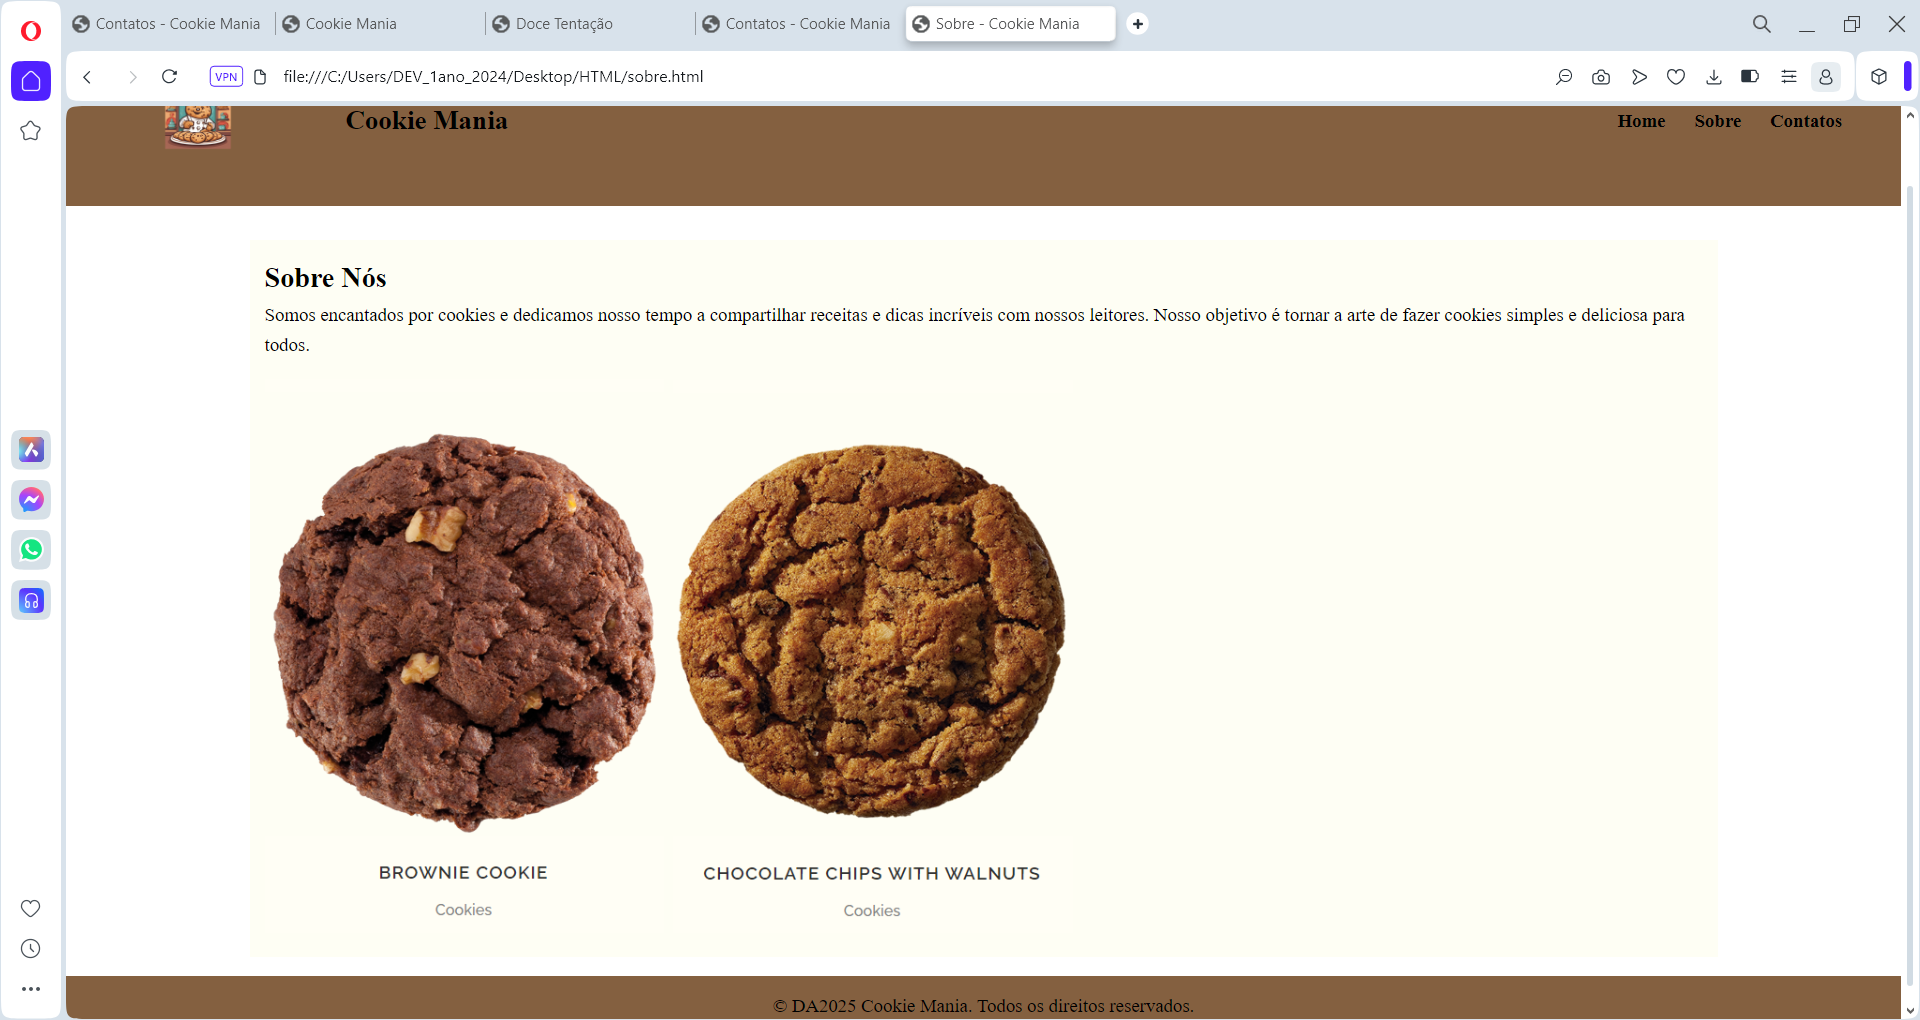 Contatos - Cookie Mania
Cookie Mania
Doce Tentação
Contatos - Cookie Mania
Sobre - Cookie Mania
VPN
file:///C:/Users/DEV_1ano_2024/Desktop/HTML/sobre.html
Cookie Mania
Home
Sobre
Contatos
Sobre Nós
Somos encantados por cookies e dedicamos nosso tempo a compartilhar receitas e dicas incríveis com nossos leitores. Nosso objetivo é tornar a arte de fazer cookies simples e deliciosa para
todos.
BROWNIE COOKIE
Cookies
CHOCOLATE CHIPS WITH WALNUTS
Cookies
© DA2025 Cookie Mania. Todos os direitos reservados.